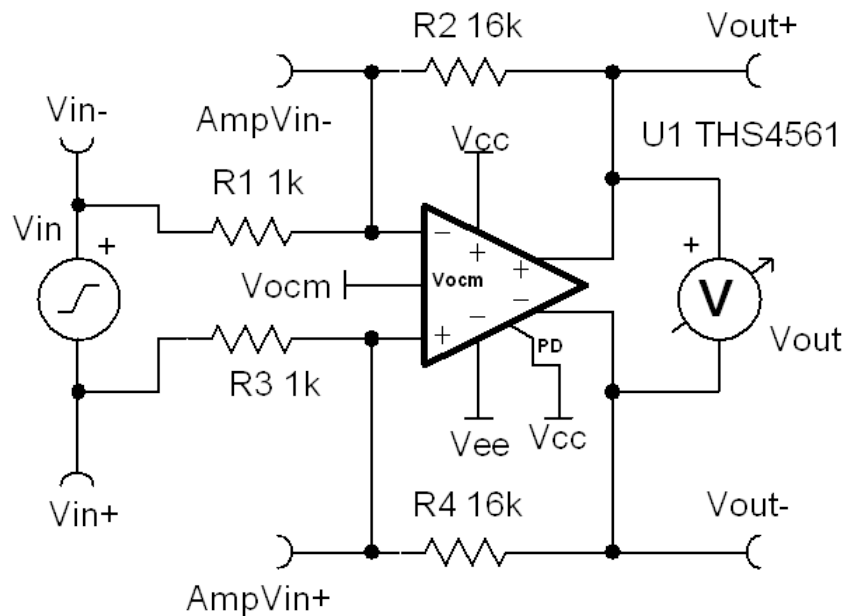 R2 16k
Vout+
Vin-
AmpVin-
Vcc
U1 THS4561
R1 1k
Vin
+
−
+
+
+
Vocm
Vocm
V
−
−
+
PD
Vout
R3 1k
Vee
Vcc
Vin+
R4 16k
Vout-
AmpVin+